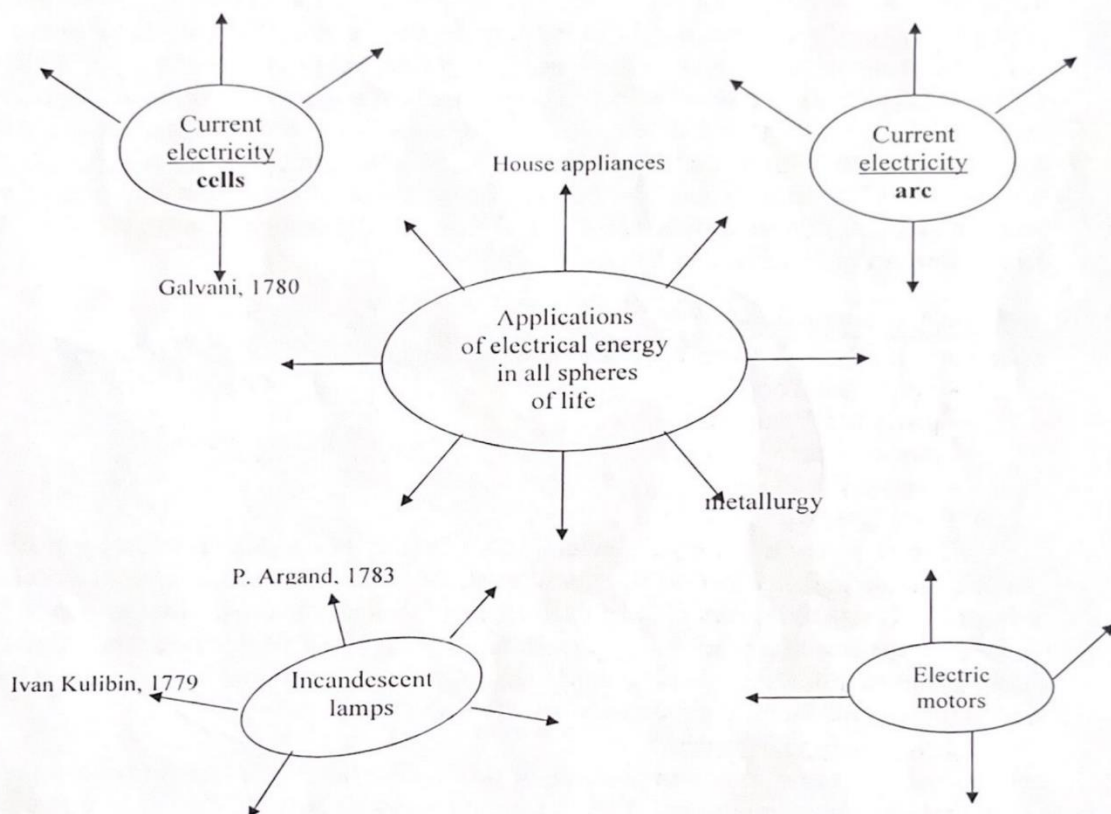 Current
electricity
cells
Current
electricity
arc
House appliances
Galvani, 1780
Applications
of electrical energy
in all spheres
of life
metallurgy
P. Argand, 1783
Ivan Kulibin, 1779
Incandescent
lamps
Electric
motors